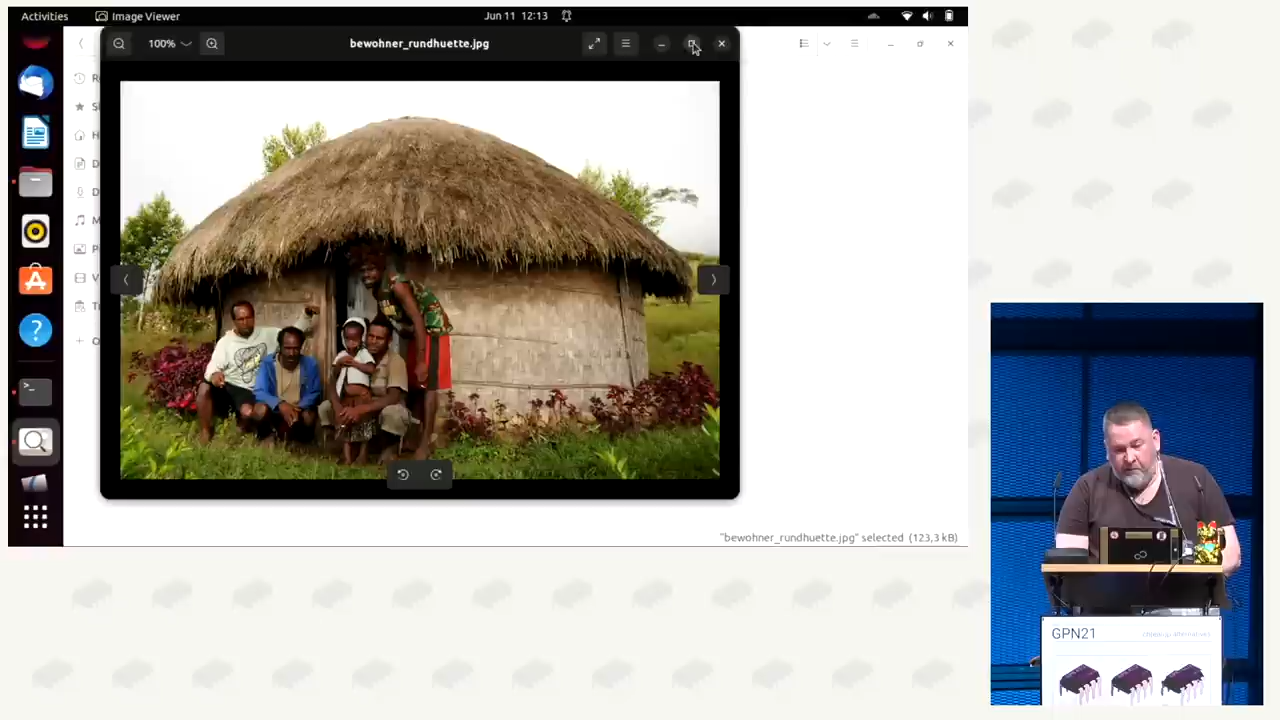 Activities
Image Viewer
Jun 11 12:13
100%
bewohner_rundhuette.jpg
R
S
H
D
D
M
P
V
T
O
"bewohner_rundhuette.jpg" selected (123,3 kB)
GPN21